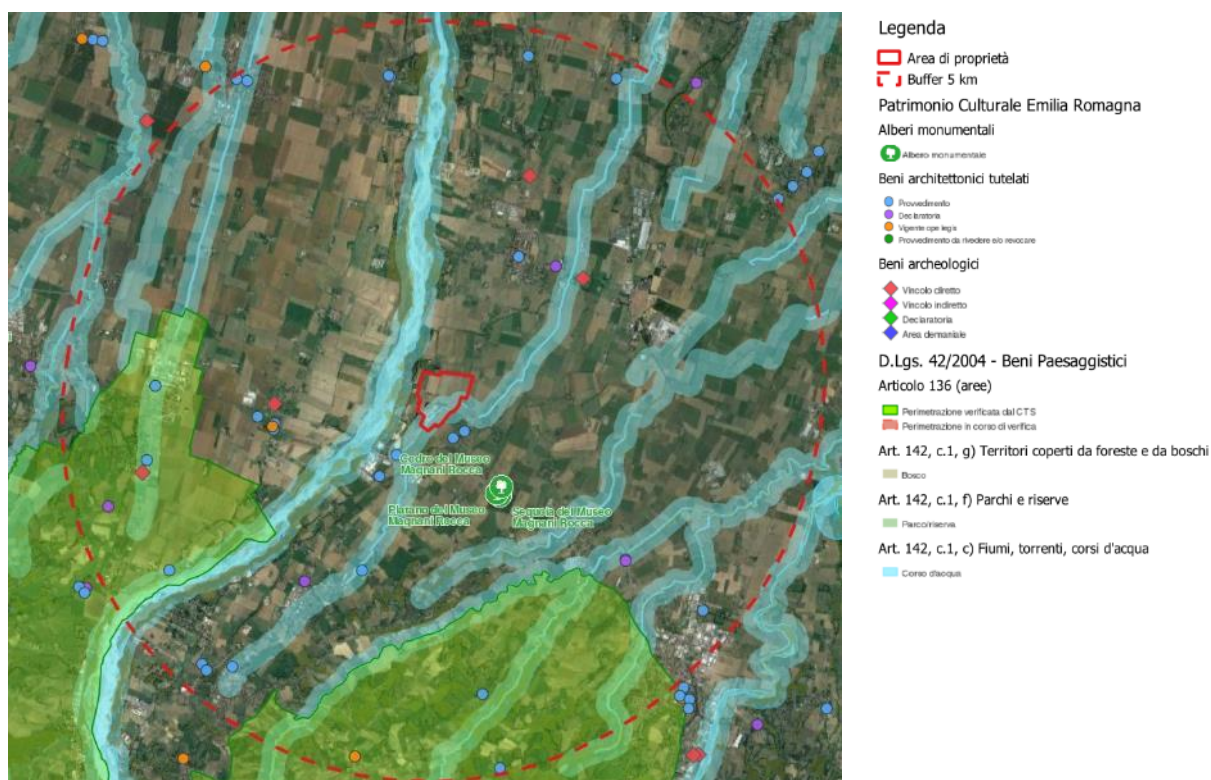 Cedro del Museo
Magnani Rocca
Platano del Museo
Magnani Rocca
Sequoia del Museo
Magnani Rocca
Legenda
Area di proprietà
Buffer 5 km
Patrimonio Culturale Emilia Romagna
Alberi monumentali
Albero monumentale
Beni architettonici tutelati
Provvedimento
Declaratoria
Vigente ope legis
Provvedimento da rivedere e/o revocare
Beni archeologici
Vincolo diretto
Vincolo indiretto
Declaratoria
Area demaniale
D.Lgs. 42/2004 - Beni Paesaggistici
Articolo 136 (aree)
Perimetrazione verificata dal CTS
Perimetrazione in corso di verifica
Art. 142, c.1, g) Territori coperti da foreste e da boschi
Bosco
Art. 142, c.1, f) Parchi e riserve
Parco/riserva
Art. 142, c.1, c) Fiumi, torrenti, corsi d'acqua
Corso d'acqua